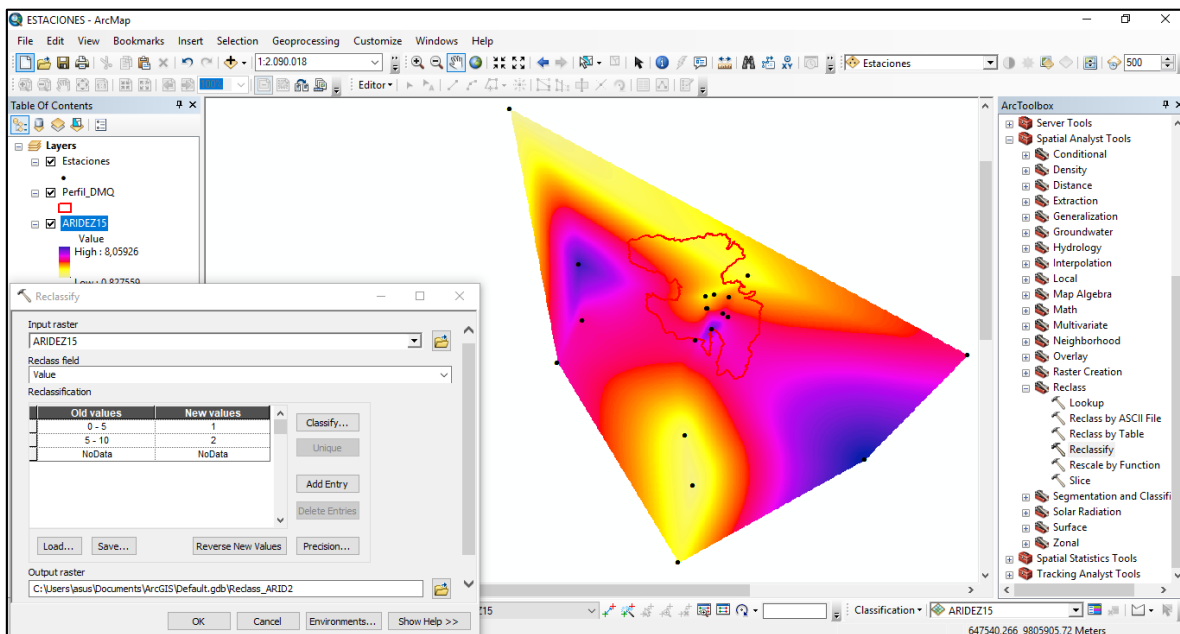 ESTACIONES - ArcMap
File Edit View Bookmarks Insert Selection Geoprocessing Customize Windows Help
1:2.090.018
Estaciones
500
Editor
Table Of Contents
Layers
Estaciones
Perfil_DMQ
ARIDEZ15
Value
High : 8,05926
Low : 0,827559
Reclassify
Input raster
ARIDEZ15
Reclass field
Value
Reclassification
Old values New values
0 - 5 1
5 - 10 2
NoData NoData
Classify...
Unique
Add Entry
Delete Entries
Load... Save... Reverse New Values Precision...
Output raster
C:\Users\asus\Documents\ArcGIS\Default.gdb\Reclass_ARID2
OK Cancel Environments... Show Help >>
ArcToolbox
Server Tools
Spatial Analyst Tools
Conditional
Density
Distance
Extraction
Generalization
Groundwater
Hydrology
Interpolation
Local
Map Algebra
Math
Multivariate
Neighborhood
Overlay
Raster Creation
Reclass
Lookup
Reclass by ASCII File
Reclass by Table
Reclassify
Rescale by Function
Slice
Segmentation and Classifi
Solar Radiation
Surface
Zonal
Spatial Statistics Tools
Tracking Analyst Tools
Classification
ARIDEZ15
647540,266 9805905,72 Meters